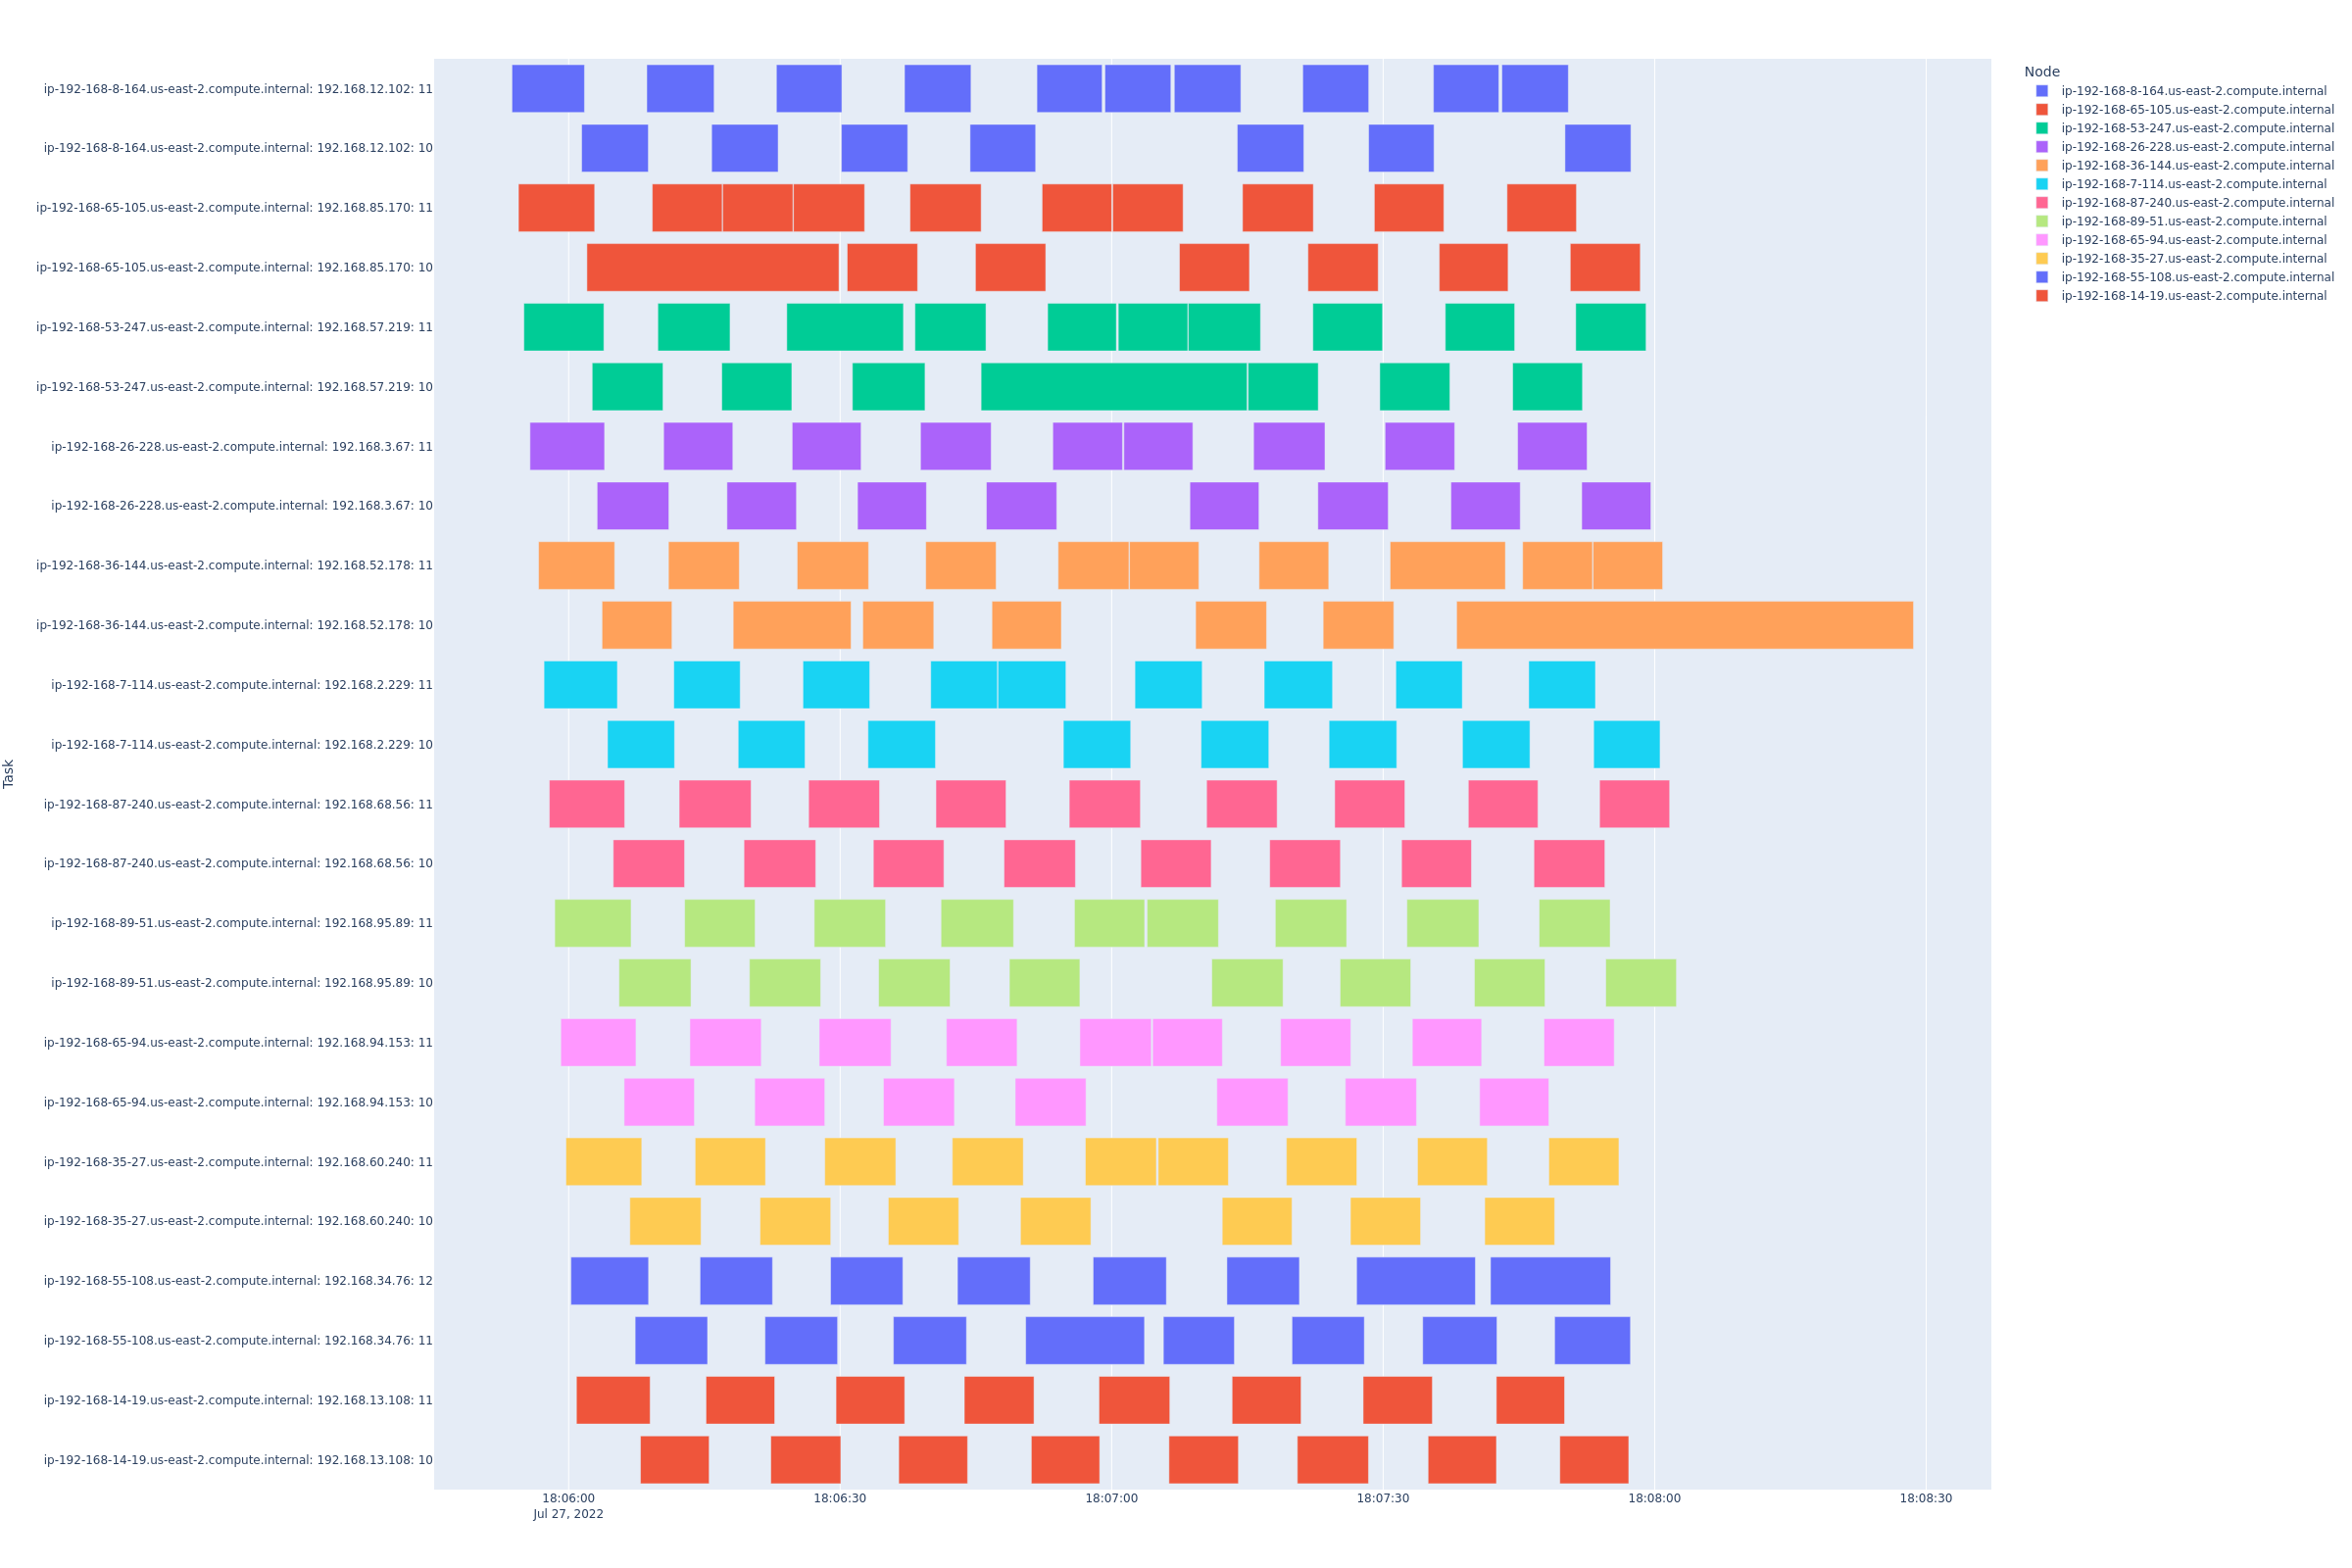 Task
ip-192-168-8-164.us-east-2.compute.internal: 192.168.12.102: 11
ip-192-168-8-164.us-east-2.compute.internal: 192.168.12.102: 10
ip-192-168-65-105.us-east-2.compute.internal: 192.168.85.170: 11
ip-192-168-65-105.us-east-2.compute.internal: 192.168.85.170: 10
ip-192-168-53-247.us-east-2.compute.internal: 192.168.57.219: 11
ip-192-168-53-247.us-east-2.compute.internal: 192.168.57.219: 10
ip-192-168-26-228.us-east-2.compute.internal: 192.168.3.67: 11
ip-192-168-26-228.us-east-2.compute.internal: 192.168.3.67: 10
ip-192-168-36-144.us-east-2.compute.internal: 192.168.52.178: 11
ip-192-168-36-144.us-east-2.compute.internal: 192.168.52.178: 10
ip-192-168-7-114.us-east-2.compute.internal: 192.168.2.229: 11
ip-192-168-7-114.us-east-2.compute.internal: 192.168.2.229: 10
ip-192-168-87-240.us-east-2.compute.internal: 192.168.68.56: 11
ip-192-168-87-240.us-east-2.compute.internal: 192.168.68.56: 10
ip-192-168-89-51.us-east-2.compute.internal: 192.168.95.89: 11
ip-192-168-89-51.us-east-2.compute.internal: 192.168.95.89: 10
ip-192-168-65-94.us-east-2.compute.internal: 192.168.94.153: 11
ip-192-168-65-94.us-east-2.compute.internal: 192.168.94.153: 10
ip-192-168-35-27.us-east-2.compute.internal: 192.168.60.240: 11
ip-192-168-35-27.us-east-2.compute.internal: 192.168.60.240: 10
ip-192-168-55-108.us-east-2.compute.internal: 192.168.34.76: 12
ip-192-168-55-108.us-east-2.compute.internal: 192.168.34.76: 11
ip-192-168-14-19.us-east-2.compute.internal: 192.168.13.108: 11
ip-192-168-14-19.us-east-2.compute.internal: 192.168.13.108: 10
18:06:00 18:06:30 18:07:00 18:07:30 18:08:00 18:08:30
Jul 27, 2022
Node
ip-192-168-8-164.us-east-2.compute.internal
ip-192-168-65-105.us-east-2.compute.internal
ip-192-168-53-247.us-east-2.compute.internal
ip-192-168-26-228.us-east-2.compute.internal
ip-192-168-36-144.us-east-2.compute.internal
ip-192-168-7-114.us-east-2.compute.internal
ip-192-168-87-240.us-east-2.compute.internal
ip-192-168-89-51.us-east-2.compute.internal
ip-192-168-65-94.us-east-2.compute.internal
ip-192-168-35-27.us-east-2.compute.internal
ip-192-168-55-108.us-east-2.compute.internal
ip-192-168-14-19.us-east-2.compute.internal